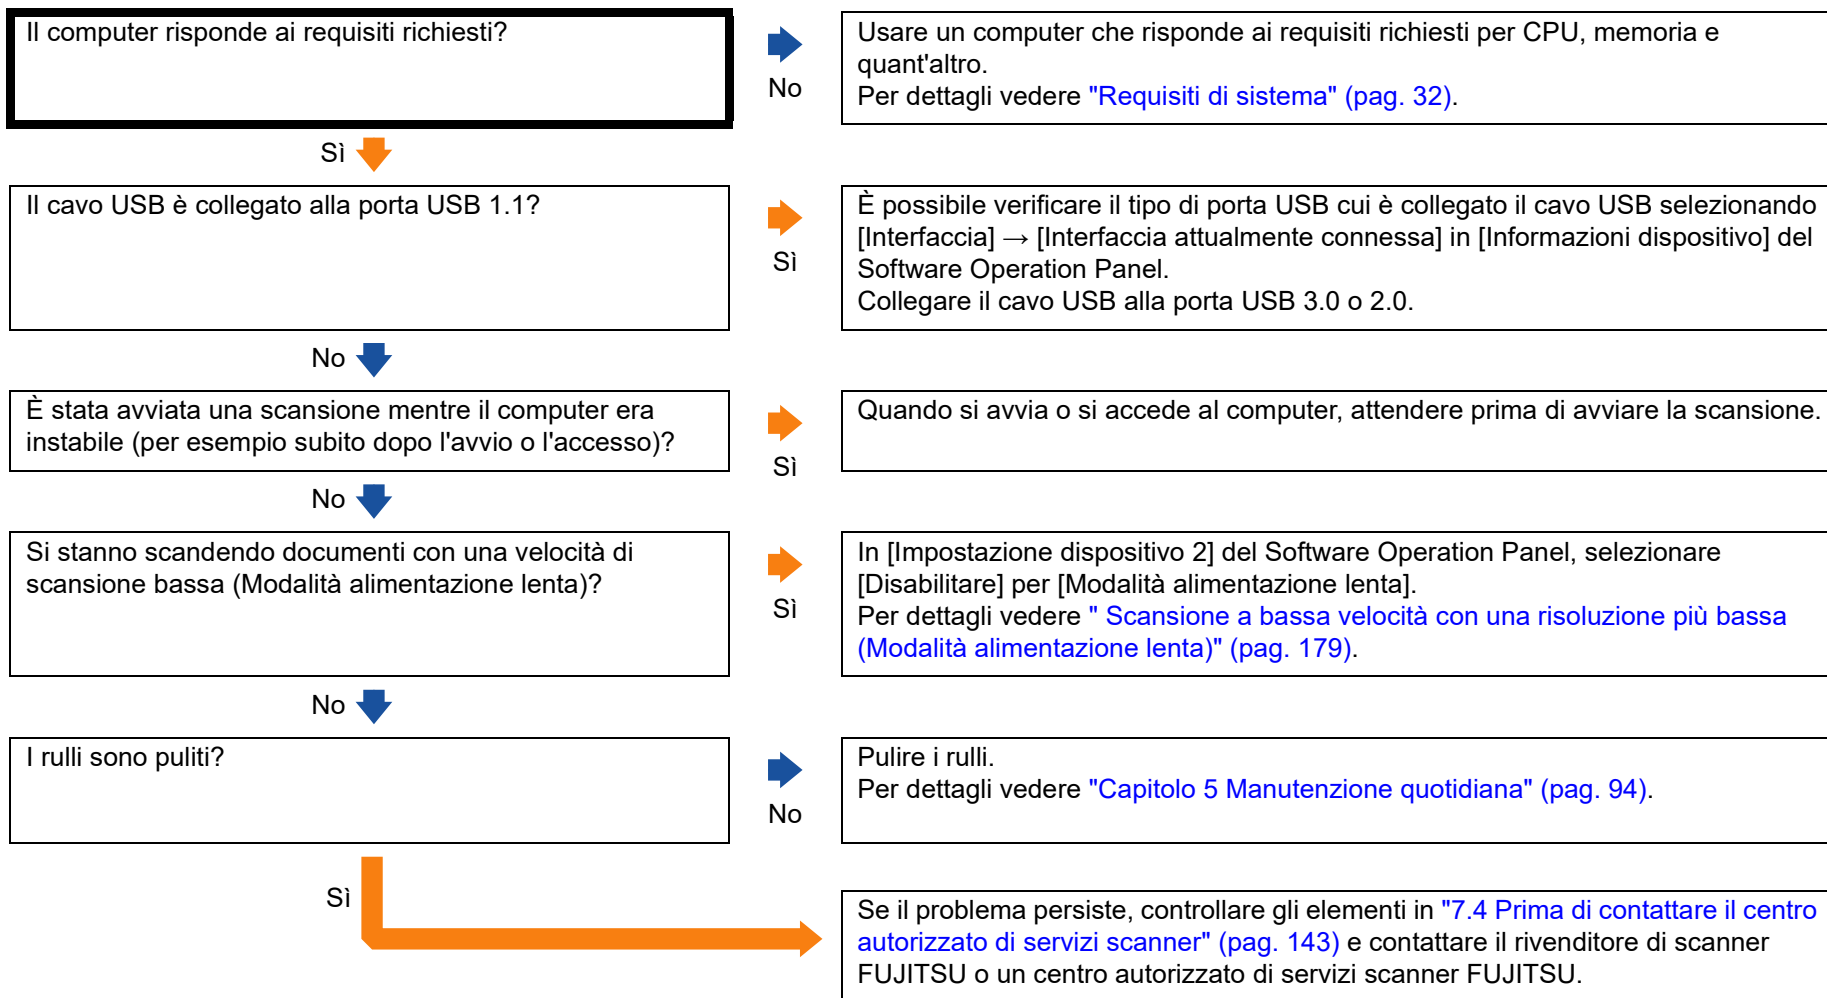 Il computer risponde ai requisiti richiesti?
No
Usare un computer che risponde ai requisiti richiesti per CPU, memoria e
quant'altro.
Per dettagli vedere "Requisiti di sistema" (pag. 32).
Sì
Il cavo USB è collegato alla porta USB 1.1?
Sì
È possibile verificare il tipo di porta USB cui è collegato il cavo USB selezionando
[Interfaccia] → [Interfaccia attualmente connessa] in [Informazioni dispositivo] del
Software Operation Panel.
Collegare il cavo USB alla porta USB 3.0 o 2.0.
No
È stata avviata una scansione mentre il computer era
instabile (per esempio subito dopo l'avvio o l'accesso)?
Sì
Quando si avvia o si accede al computer, attendere prima di avviare la scansione.
No
Si stanno scandendo documenti con una velocità di
scansione bassa (Modalità alimentazione lenta)?
Sì
In [Impostazione dispositivo 2] del Software Operation Panel, selezionare
[Disabilitare] per [Modalità alimentazione lenta].
Per dettagli vedere " Scansione a bassa velocità con una risoluzione più bassa
(Modalità alimentazione lenta)" (pag. 179).
No
I rulli sono puliti?
No
Pulire i rulli.
Per dettagli vedere "Capitolo 5 Manutenzione quotidiana" (pag. 94).
Sì
Se il problema persiste, controllare gli elementi in "7.4 Prima di contattare il centro
autorizzato di servizi scanner" (pag. 143) e contattare il rivenditore di scanner
FUJITSU o un centro autorizzato di servizi scanner FUJITSU.